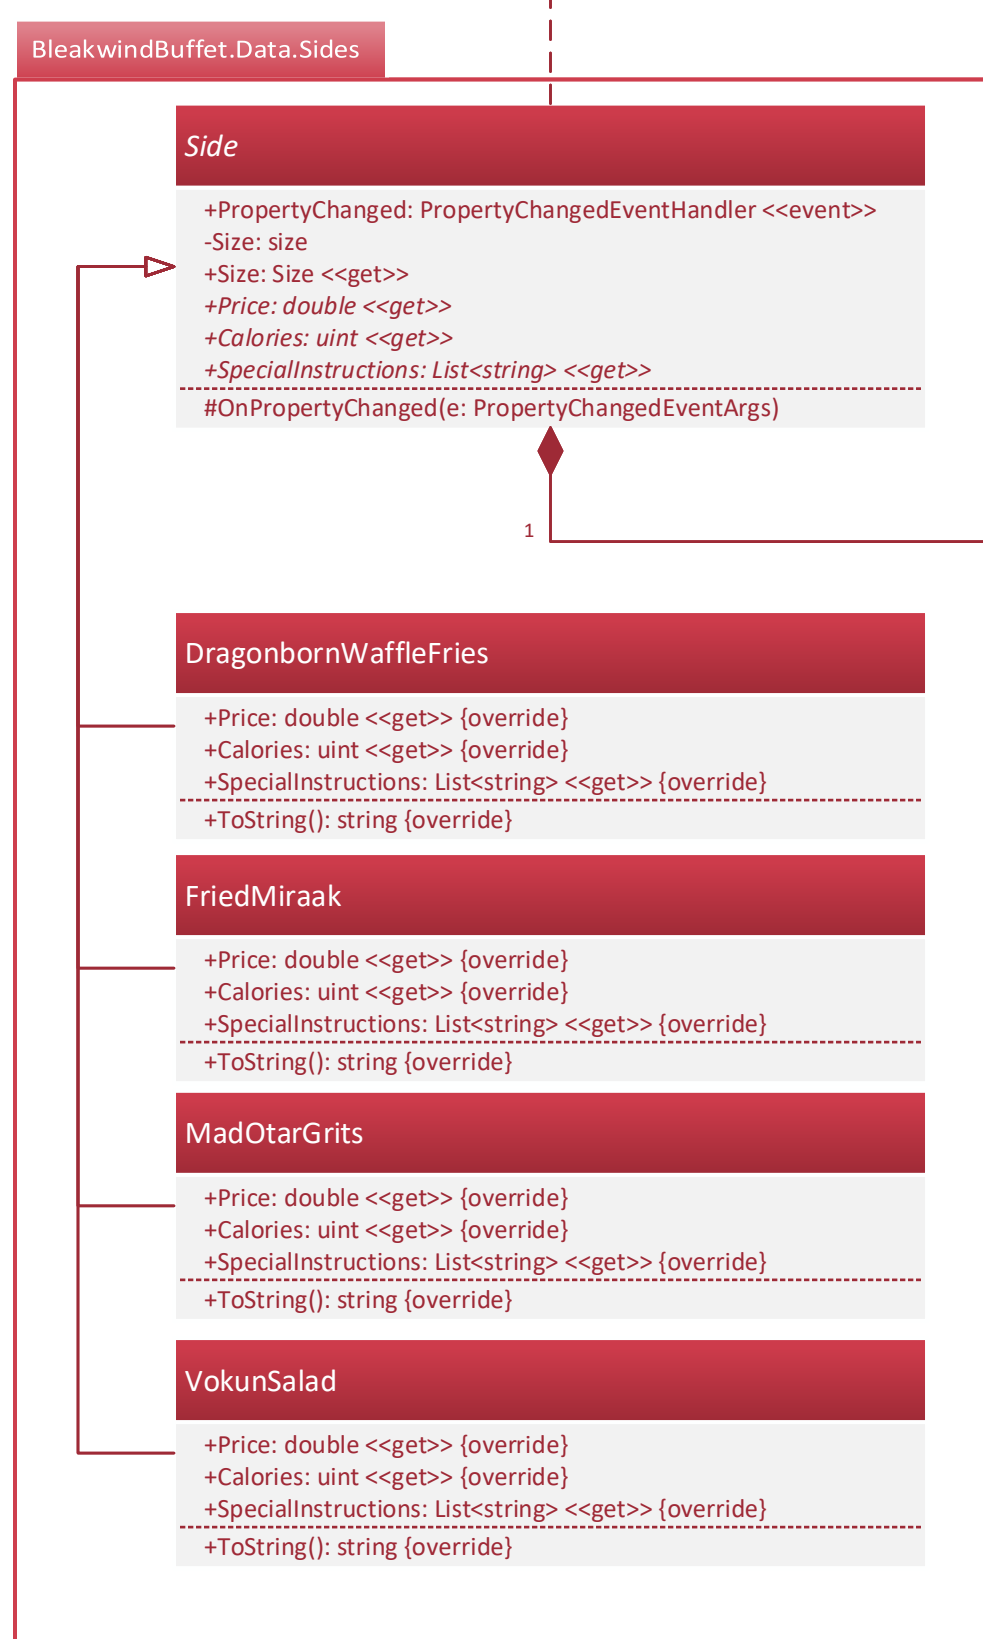 BleakwindBuffet.Data.Sides
Side
+PropertyChanged: PropertyChangedEventHandler <<event>>
-Size: size
+Size: Size <<get>>
+Price: double <<get>>
+Calories: uint <<get>>
+SpecialInstructions: List<string> <<get>>
#OnPropertyChanged(e: PropertyChangedEventArgs)
1
DragonbornWaffleFries
+Price: double <<get>> {override}
+Calories: uint <<get>> {override}
+SpecialInstructions: List<string> <<get>> {override}
+ToString(): string {override}
FriedMiraak
+Price: double <<get>> {override}
+Calories: uint <<get>> {override}
+SpecialInstructions: List<string> <<get>> {override}
+ToString(): string {override}
MadOtarGrits
+Price: double <<get>> {override}
+Calories: uint <<get>> {override}
+SpecialInstructions: List<string> <<get>> {override}
+ToString(): string {override}
VokunSalad
+Price: double <<get>> {override}
+Calories: uint <<get>> {override}
+SpecialInstructions: List<string> <<get>> {override}
+ToString(): string {override}